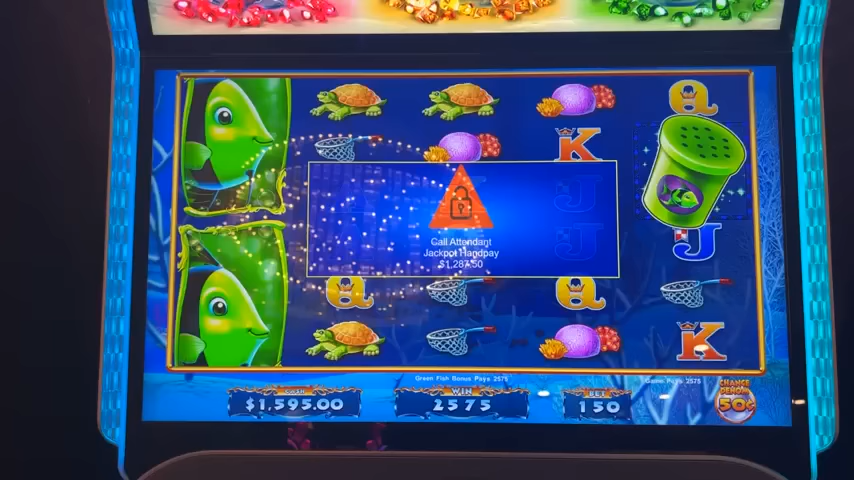 Q
K
J
J
Call Attendant
Jackpot Handpay
$1,287.50
J
Q
Q
K
Green Fish Bonus Pays 2575
Game Pays 2575
CASH
$1,595.00
WIN
2575
BET
150
CHANGE
DENOM
50¢